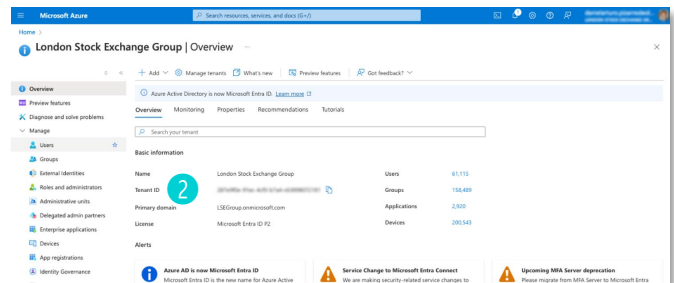 Microsoft Azure
Search resources, services, and docs (G+/)
Home >
London Stock Exchange Group | Overview ...
+ Add Manage tenants What's new Preview features Got feedback?
Overview
Preview features
Diagnose and solve problems
Manage
Users
Groups
External Identities
Roles and administrators
Administrative units
Delegated admin partners
Enterprise applications
Devices
App registrations
Identity Governance
Azure Active Directory is now Microsoft Entra ID. Learn more
Overview Monitoring Properties Recommendations Tutorials
Search your tenant
Basic information
Name London Stock Exchange Group Users 61,115
Tenant ID 2 Groups 158,489
Primary domain LSEGroup.onmicrosoft.com Applications 2,920
License Microsoft Entra ID P2 Devices 200,543
Alerts
Azure AD is now Microsoft Entra ID
Microsoft Entra ID is the new name for Azure Active
Service Change to Microsoft Entra Connect
We are making security-related service changes to
Upcoming MFA Server deprecation
Please migrate from MFA Server to Microsoft Entra